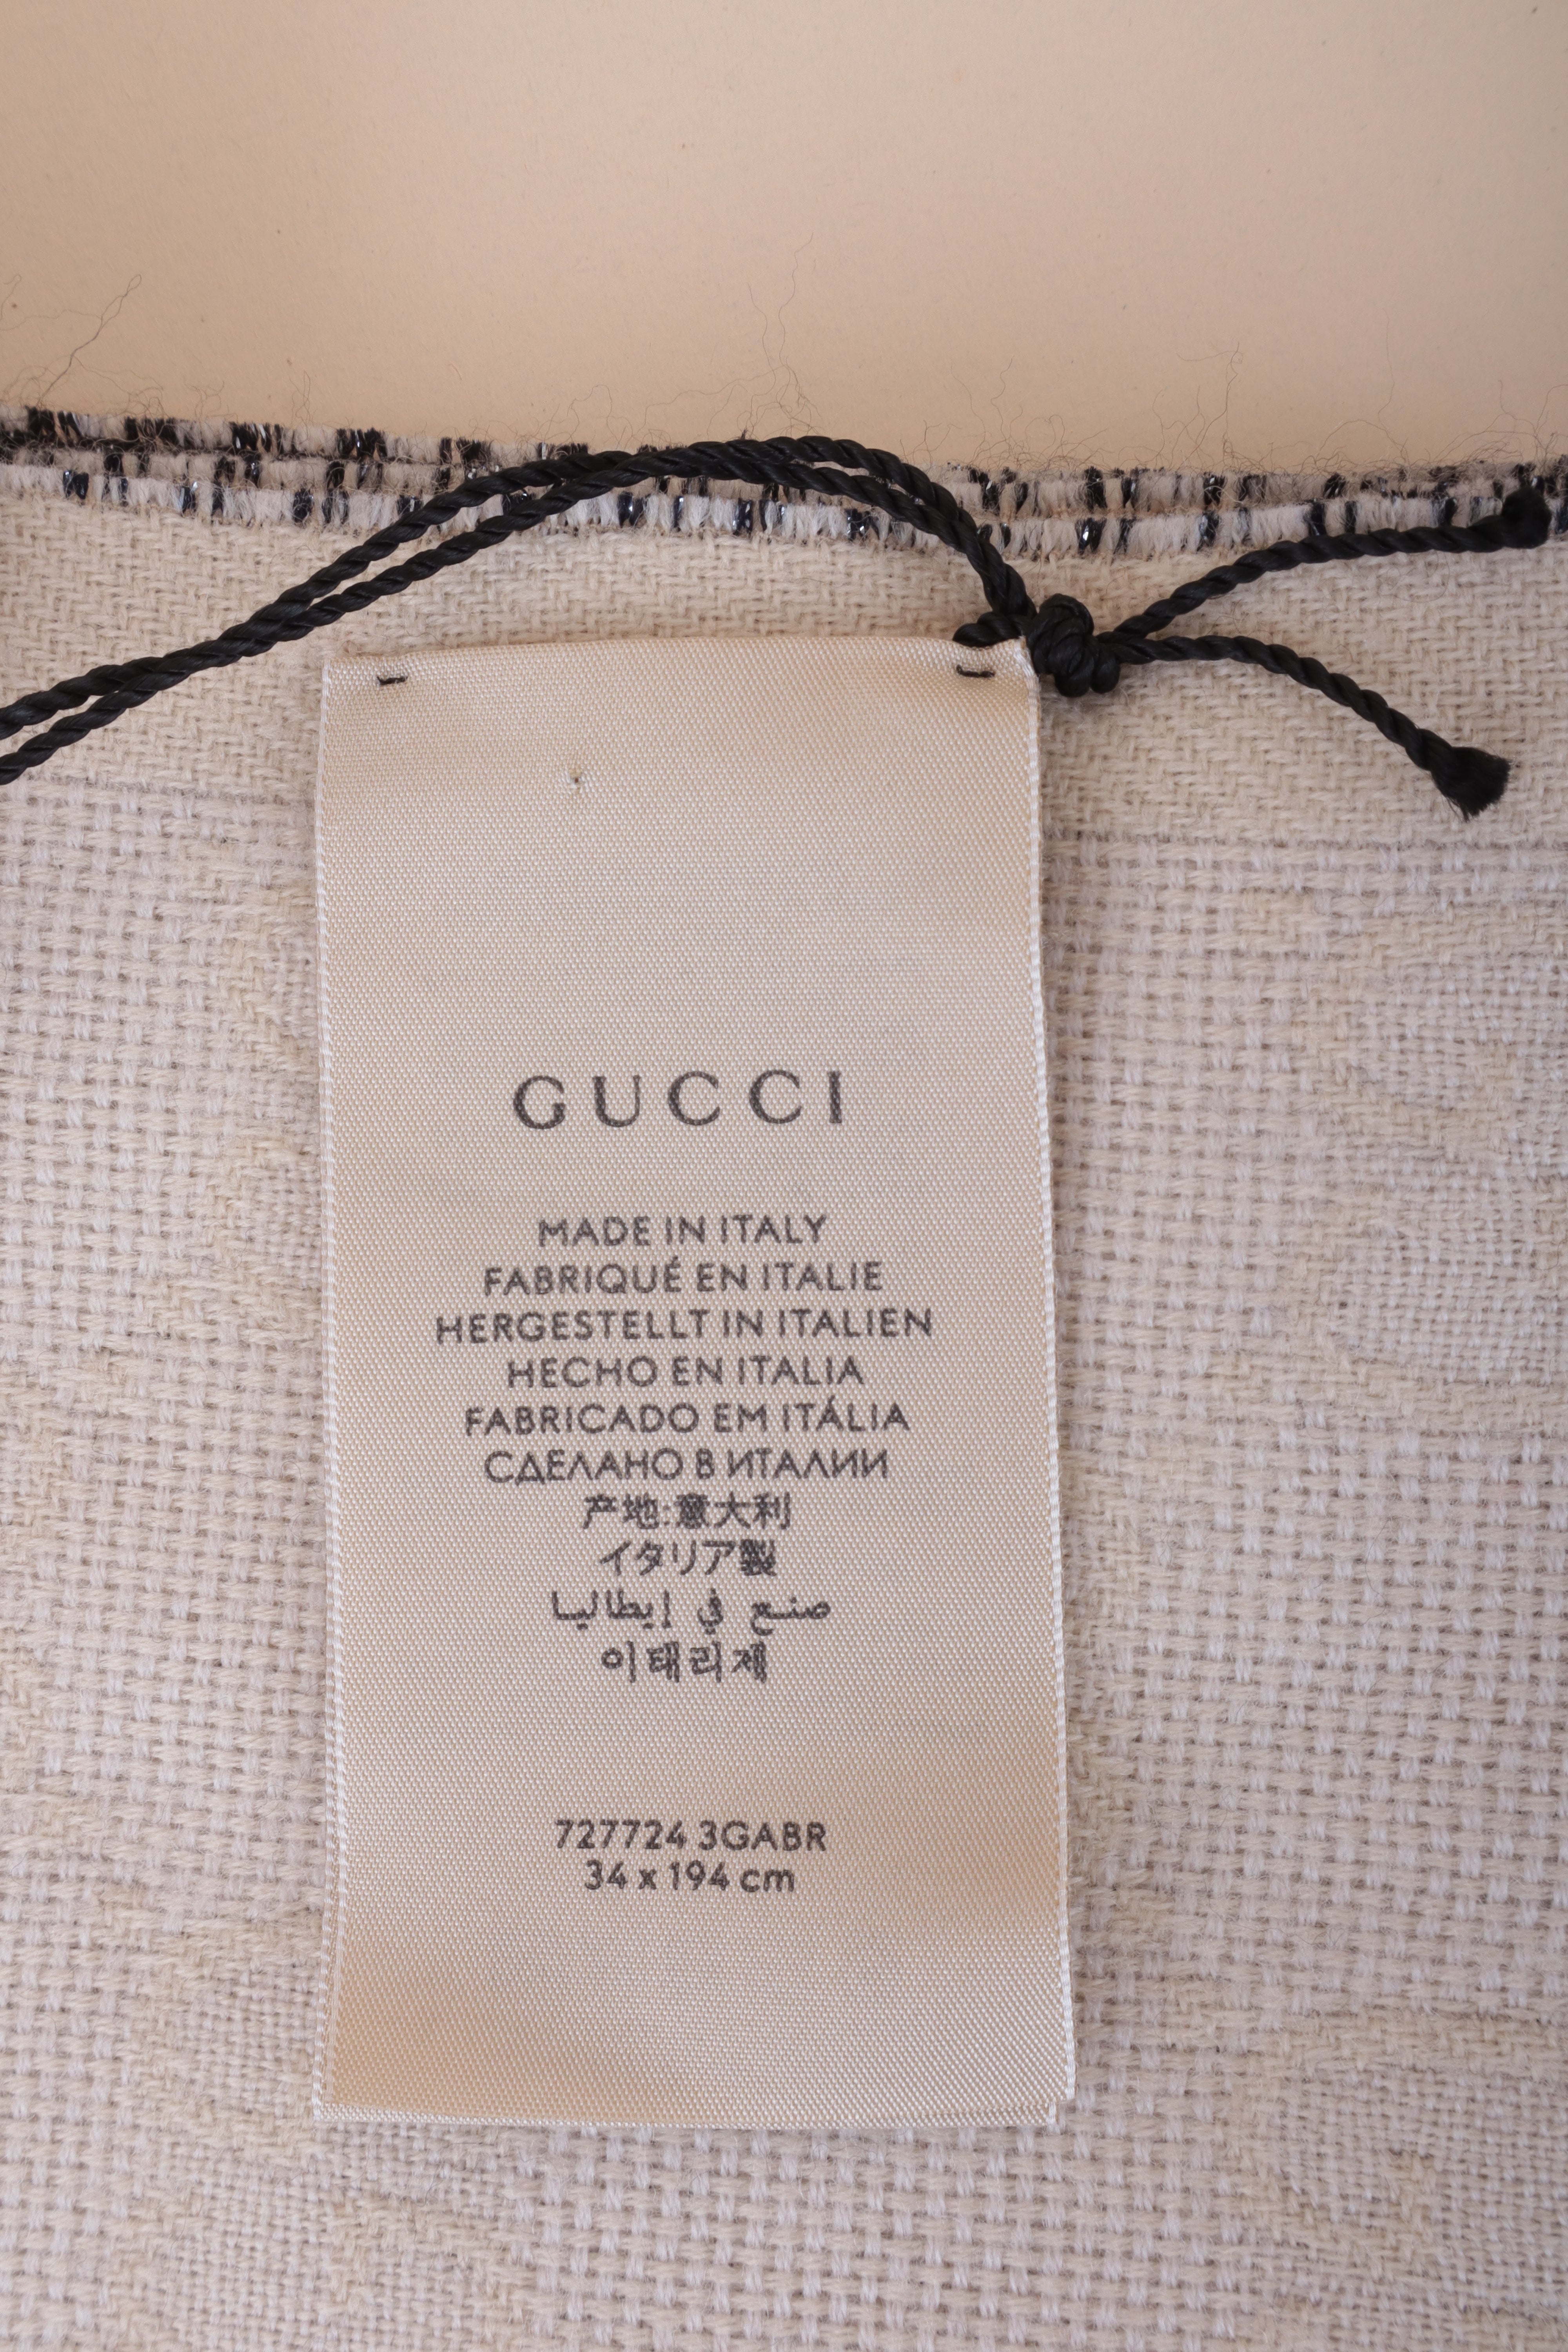 GUCCI
MADE IN ITALY
FABRIQUÉ EN ITALIE
HERGESTELLT IN ITALIEN
HECHO EN ITALIA
FABRICADO EM ITÁLIA
СДЕЛАНО В ИТАЛИИ
产地:意大利
イタリア製
صنع في إيطاليا
이태리제
727724 3GABR
34 x 194 cm